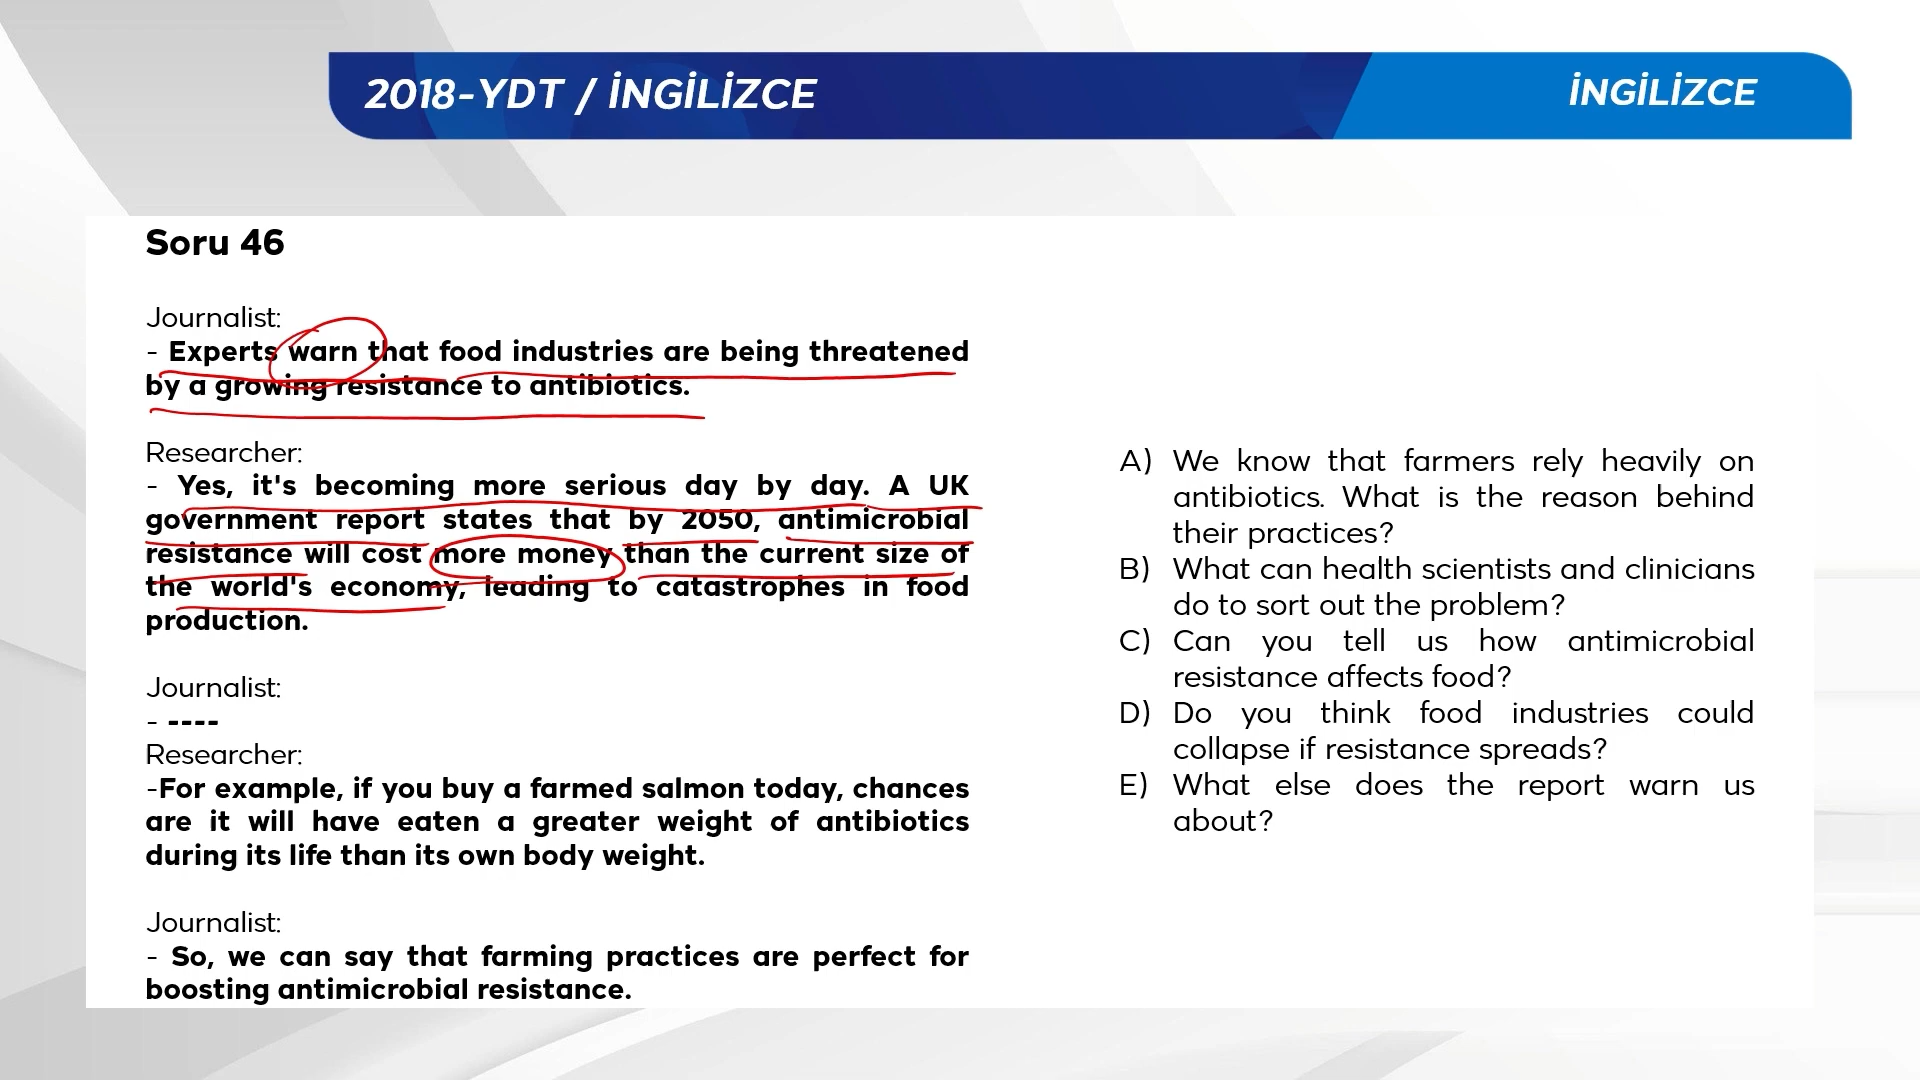 2018-YDT / İNGİLİZCE
İNGİLİZCE
Soru 46
Journalist:
- Experts warn that food industries are being threatened
by a growing resistance to antibiotics.
Researcher:
- Yes, it's becoming more serious day by day. A UK
government report states that by 2050, antimicrobial
resistance will cost more money than the current size of
the world's economy, leading to catastrophes in food
production.
Journalist:
- ----
Researcher:
-For example, if you buy a farmed salmon today, chances
are it will have eaten a greater weight of antibiotics
during its life than its own body weight.
Journalist:
- So, we can say that farming practices are perfect for
boosting antimicrobial resistance.
A) We know that farmers rely heavily on
antibiotics. What is the reason behind
their practices?
B) What can health scientists and clinicians
do to sort out the problem?
C) Can you tell us how antimicrobial
resistance affects food?
D) Do you think food industries could
collapse if resistance spreads?
E) What else does the report warn us
about?